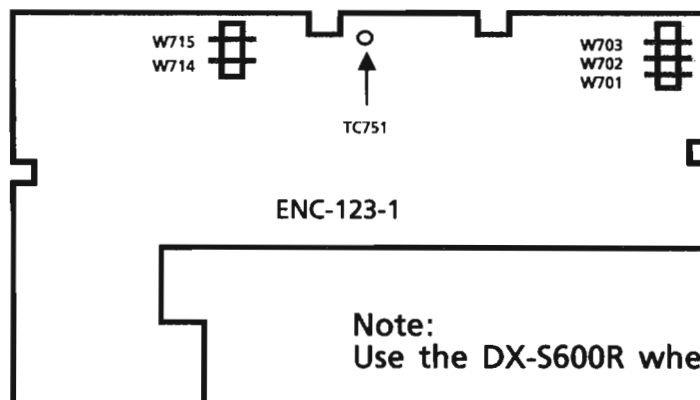 W715
W714
W703
W702
W701
TC751
ENC-123-1
Note:
Use the DX-S600R whe